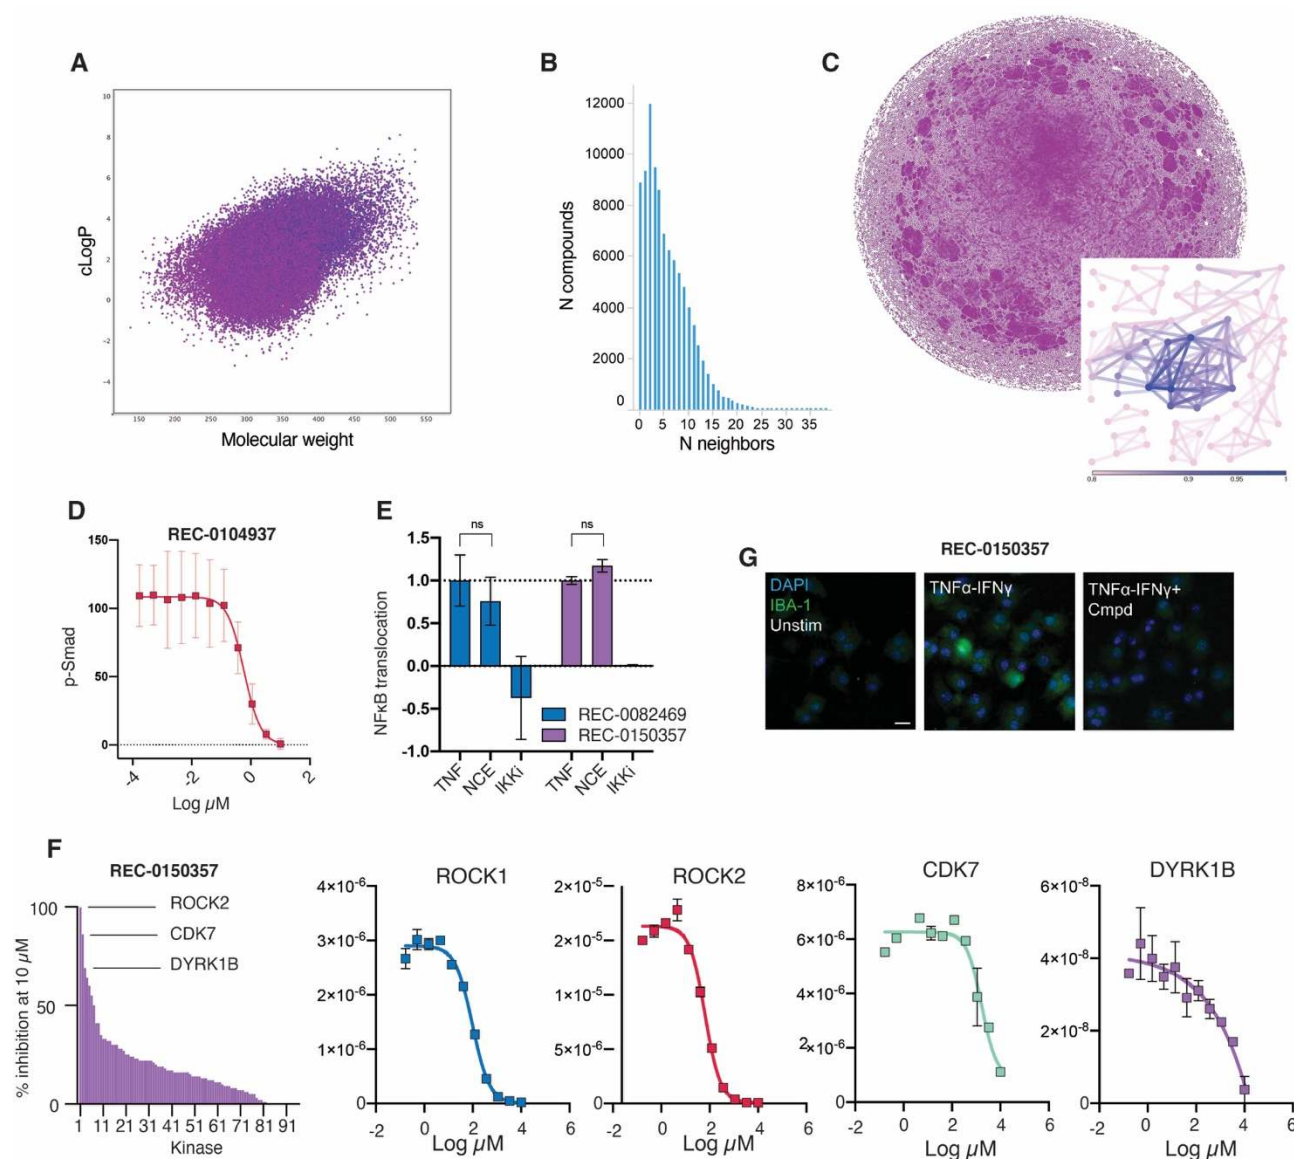 A
10
8
6
4
2
0
-2
-4
cLogP
150 200 250 300 350 400 450 500 550
Molecular weight
B
12000
10000
8000
6000
4000
2000
0
N compounds
0 5 10 15 20 25 30 35
N neighbors
C
0.8 0.9 0.95 1
D
REC-0104937
150
100
50
0
p-Smad
-4 -2 0 2
Log µM
E
ns ns
1.5
1.0
0.5
0.0
-0.5
-1.0
NFκB translocation
REC-0082469
REC-0150357
TNF NCE IKKi TNF NCE IKKi
G
REC-0150357
DAPI
IBA-1
Unstim
TNFα-IFNγ
TNFα-IFNγ+
Cmpd
F
REC-0150357
ROCK2
CDK7
DYRK1B
100
50
0
% inhibition at 10 µM
1 11 21 31 41 51 61 71 81 91
Kinase
ROCK1
4×10-6
3×10-6
2×10-6
1×10-6
0
-2 0 2 4 6
Log µM
ROCK2
2×10-5
2×10-5
1×10-5
5×10-6
0
-2 0 2 4 6
Log µM
CDK7
8×10-6
6×10-6
4×10-6
2×10-6
0
-2 0 2 4 6
Log µM
DYRK1B
6×10-8
4×10-8
2×10-8
0
-2 0 2 4 6
Log µM